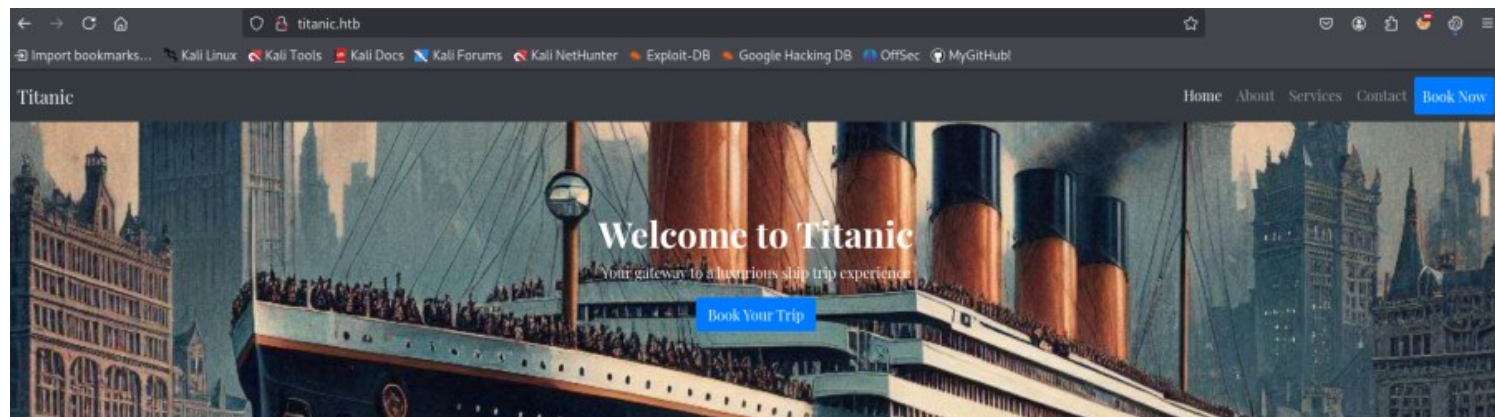 titanic.htb
Import bookmarks... Kali Linux Kali Tools Kali Docs Kali Forums Kali NetHunter Exploit-DB Google Hacking DB OffSec MyGitHub!
Titanic Home About Services Contact Book Now
Welcome to Titanic
Your gateway to a luxurious ship trip experience
Book Your Trip